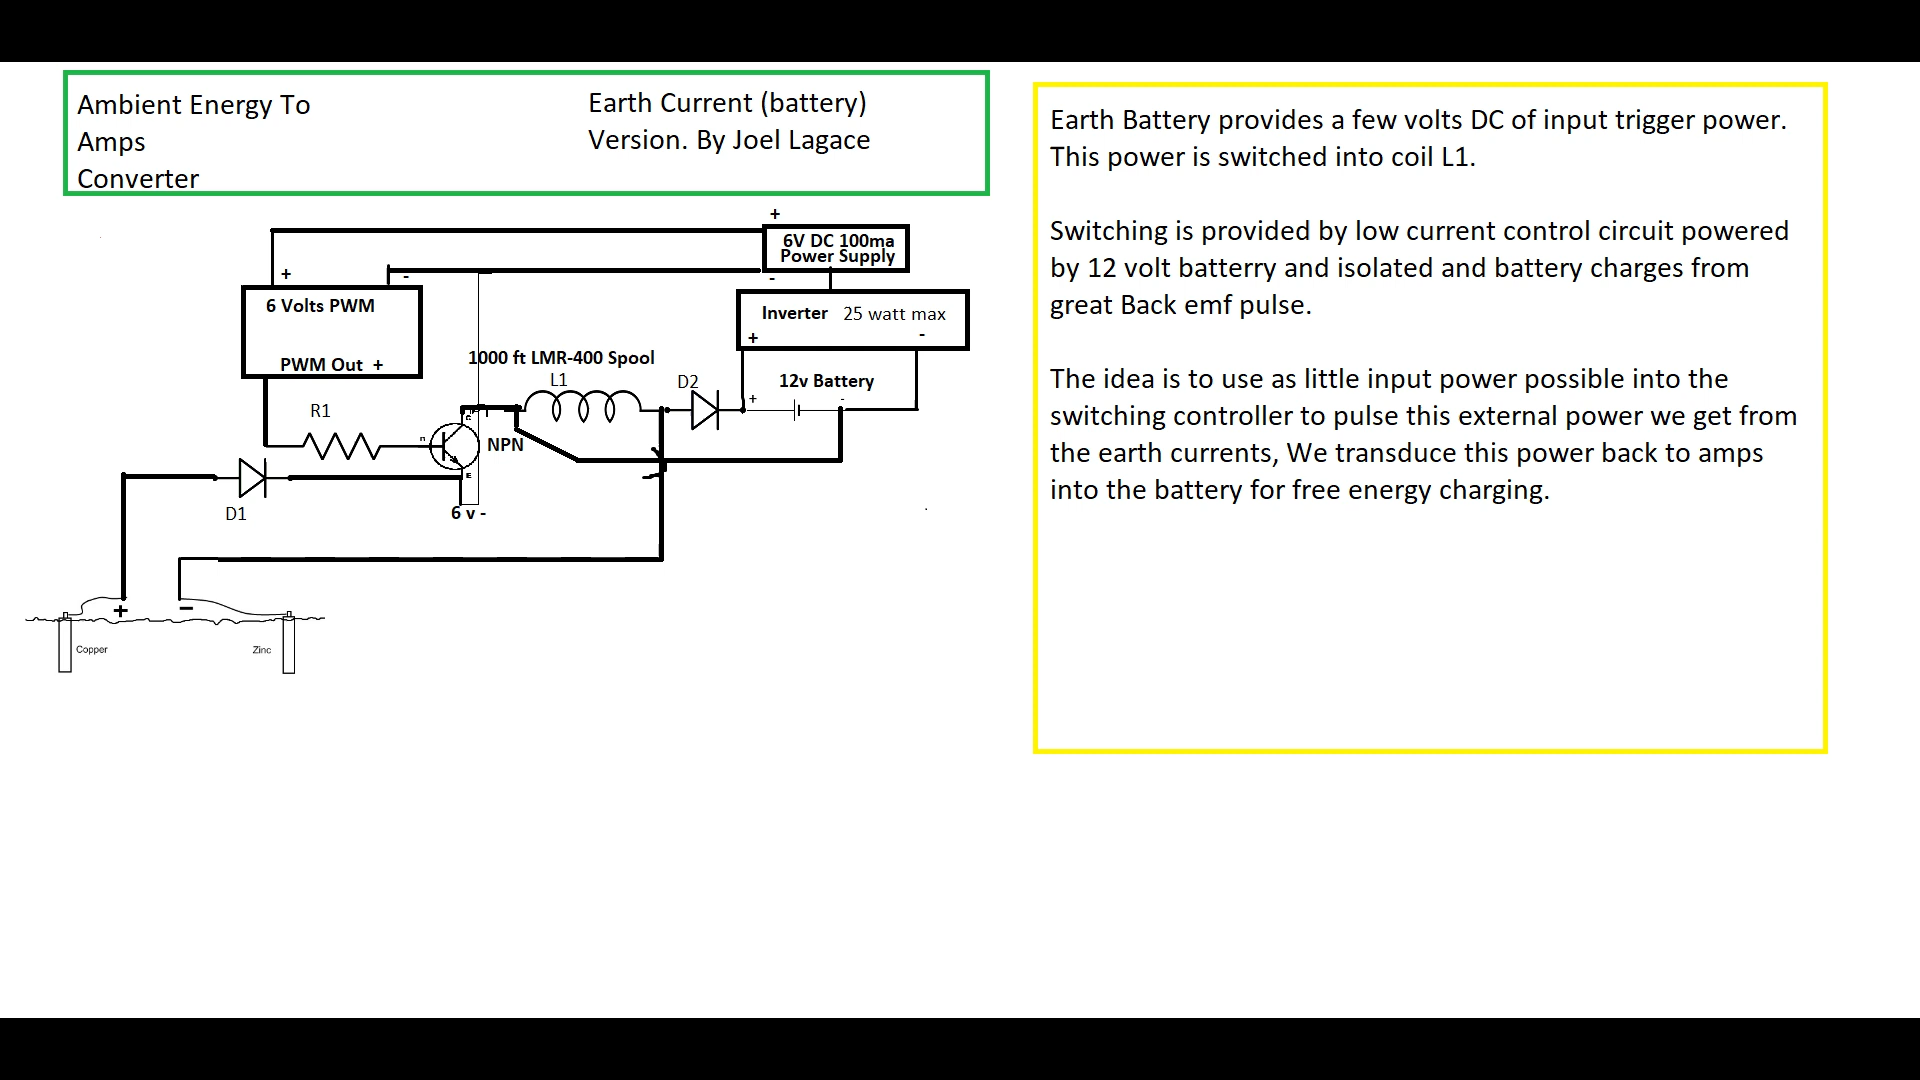 Ambient Energy To
Amps
Converter
Earth Current (battery)
Version. By Joel Lagace
Earth Battery provides a few volts DC of input trigger power.
This power is switched into coil L1.
Switching is provided by low current control circuit powered
by 12 volt batterry and isolated and battery charges from
great Back emf pulse.
The idea is to use as little input power possible into the
switching controller to pulse this external power we get from
the earth currents, We transduce this power back to amps
into the battery for free energy charging.
+
6V DC 100ma
Power Supply
-
+ -
6 Volts PWM
PWM Out +
Inverter 25 watt max
+ -
1000 ft LMR-400 Spool
L1
D2
12v Battery
+ -
R1
NPN
E
D1
6 v -
+ −
Copper
Zinc